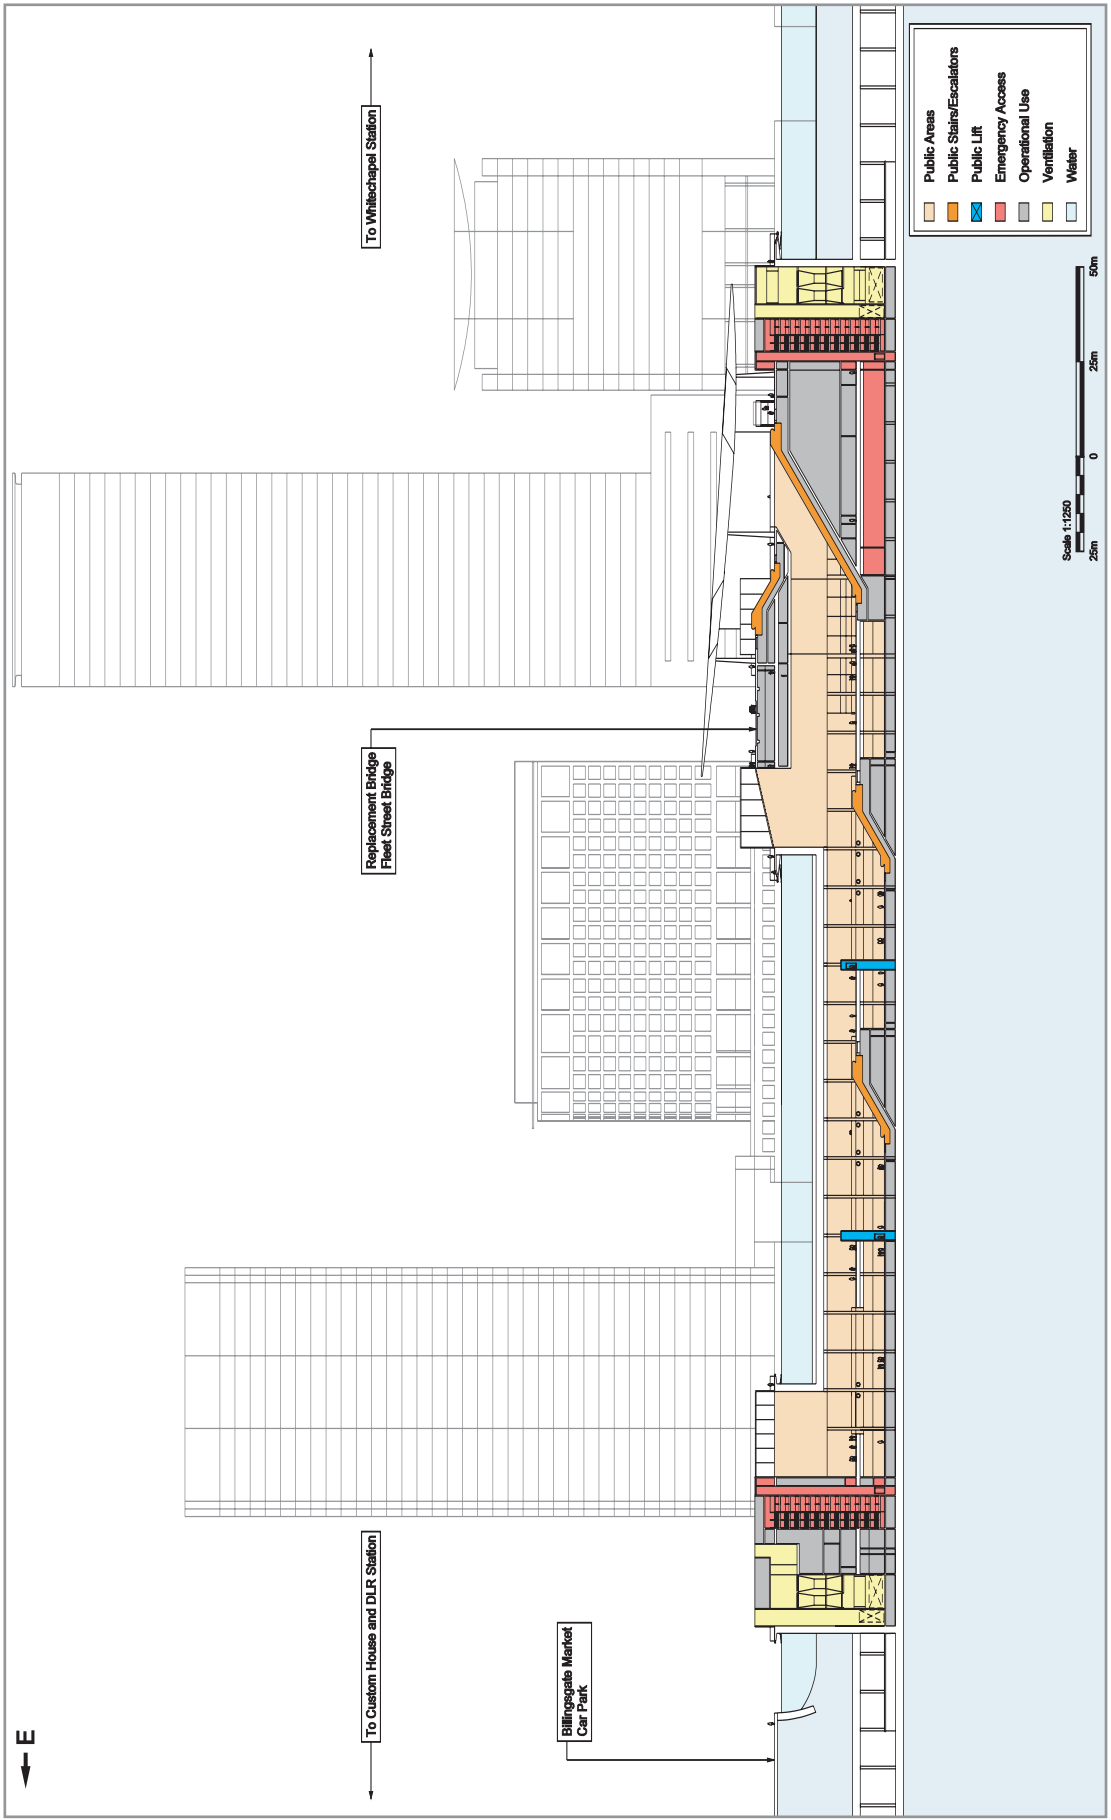 E
To Custom House and DLR Station
Billingsgate Market
Car Park
Replacement Bridge
Fleet Street Bridge
To Whitechapel Station
Public Areas
Public Stairs/Escalators
Public Lift
Emergency Access
Operational Use
Ventilation
Water
Scale 1:1250
25m 0 25m 50m